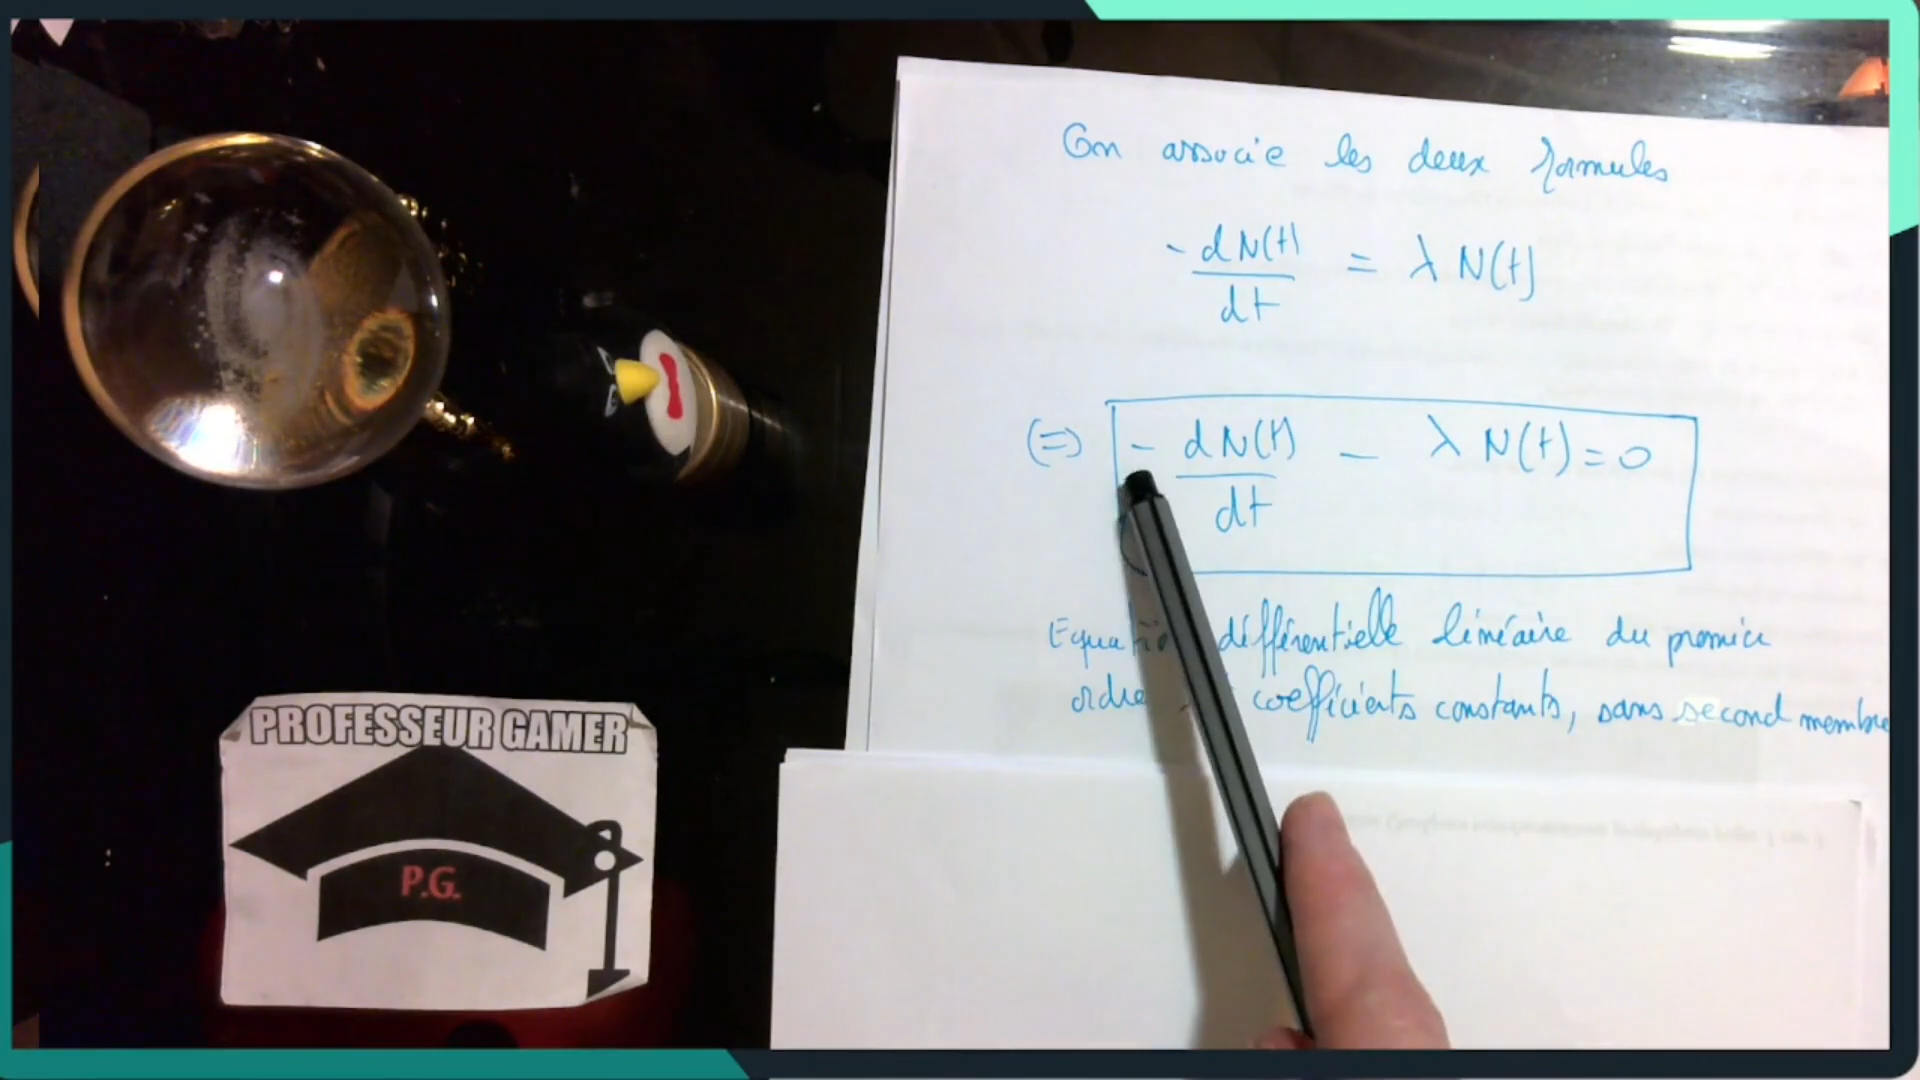 On associe les deux formules
- dN(t)/dt = λ N(t)
(=) - dN(t)/dt - λ N(t) = 0
Equation différentielle linéaire du premier
ordre coefficients constants, sans second membre
PROFESSEUR GAMER
P.G.